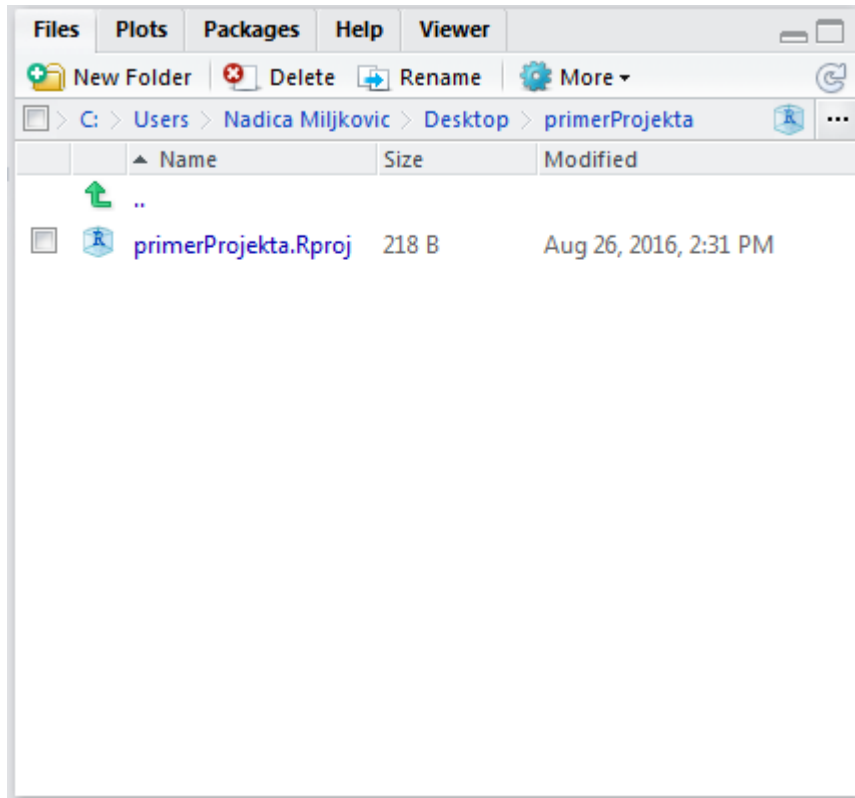 Files Plots Packages Help Viewer
New Folder Delete Rename More
C: > Users > Nadica Miljkovic > Desktop > primerProjekta R ...
Name Size Modified
..
R primerProjekta.Rproj 218 B Aug 26, 2016, 2:31 PM